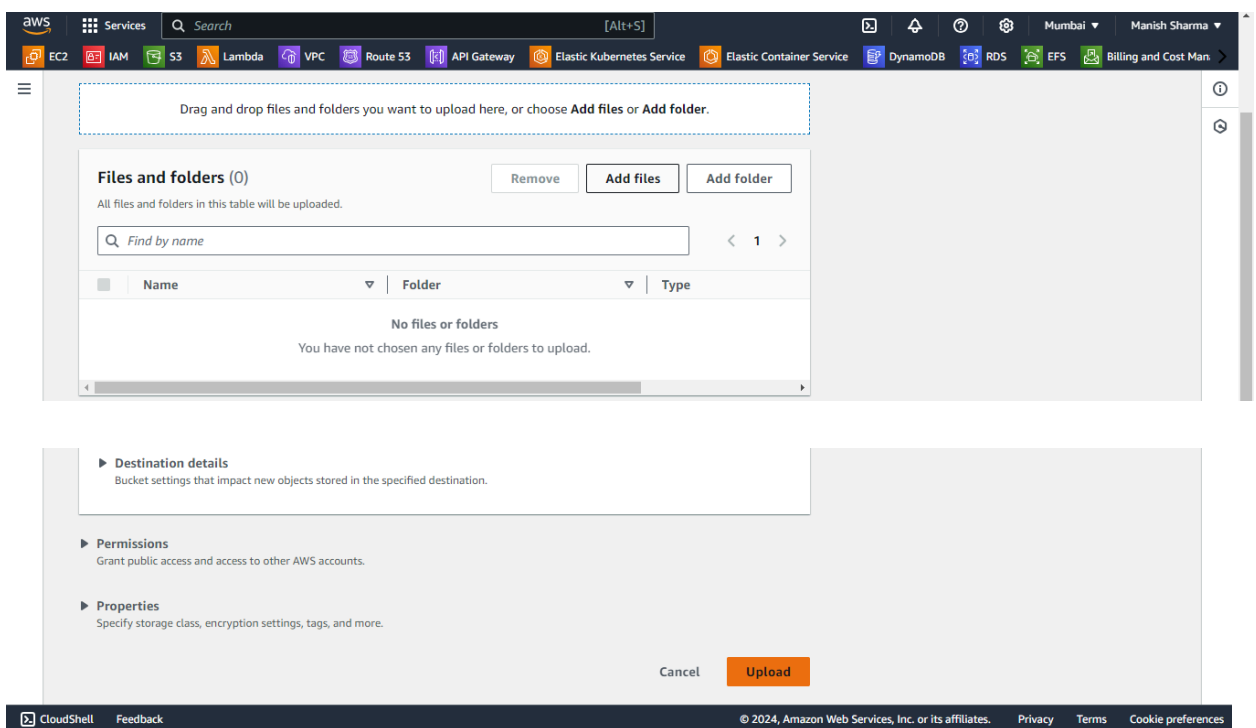 aws Services Search [Alt+S] Mumbai Manish Sharma
EC2 IAM S3 Lambda VPC Route 53 API Gateway Elastic Kubernetes Service Elastic Container Service DynamoDB RDS EFS Billing and Cost Man
Drag and drop files and folders you want to upload here, or choose Add files or Add folder.
Files and folders (0) Remove Add files Add folder
All files and folders in this table will be uploaded.
Find by name 1
Name Folder Type
No files or folders
You have not chosen any files or folders to upload.
Destination details
Bucket settings that impact new objects stored in the specified destination.
Permissions
Grant public access and access to other AWS accounts.
Properties
Specify storage class, encryption settings, tags, and more.
Cancel Upload
CloudShell Feedback © 2024, Amazon Web Services, Inc. or its affiliates. Privacy Terms Cookie preferences